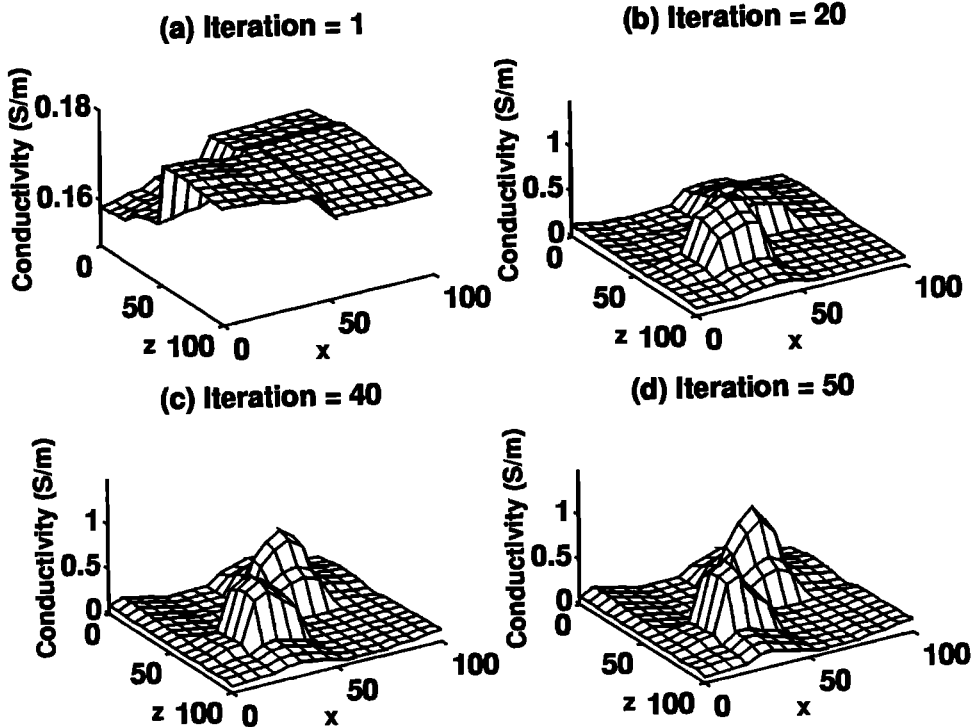 (a) Iteration = 1
Conductivity (S/m)
0.18
0.16
0
50
z 100
0
50
100
x
(b) Iteration = 20
Conductivity (S/m)
1
0.5
0
0
50
z 100
0
50
100
x
(c) Iteration = 40
Conductivity (S/m)
1
0.5
0
0
50
z 100
0
50
100
x
(d) Iteration = 50
Conductivity (S/m)
1
0.5
0
0
50
z 100
0
50
100
x